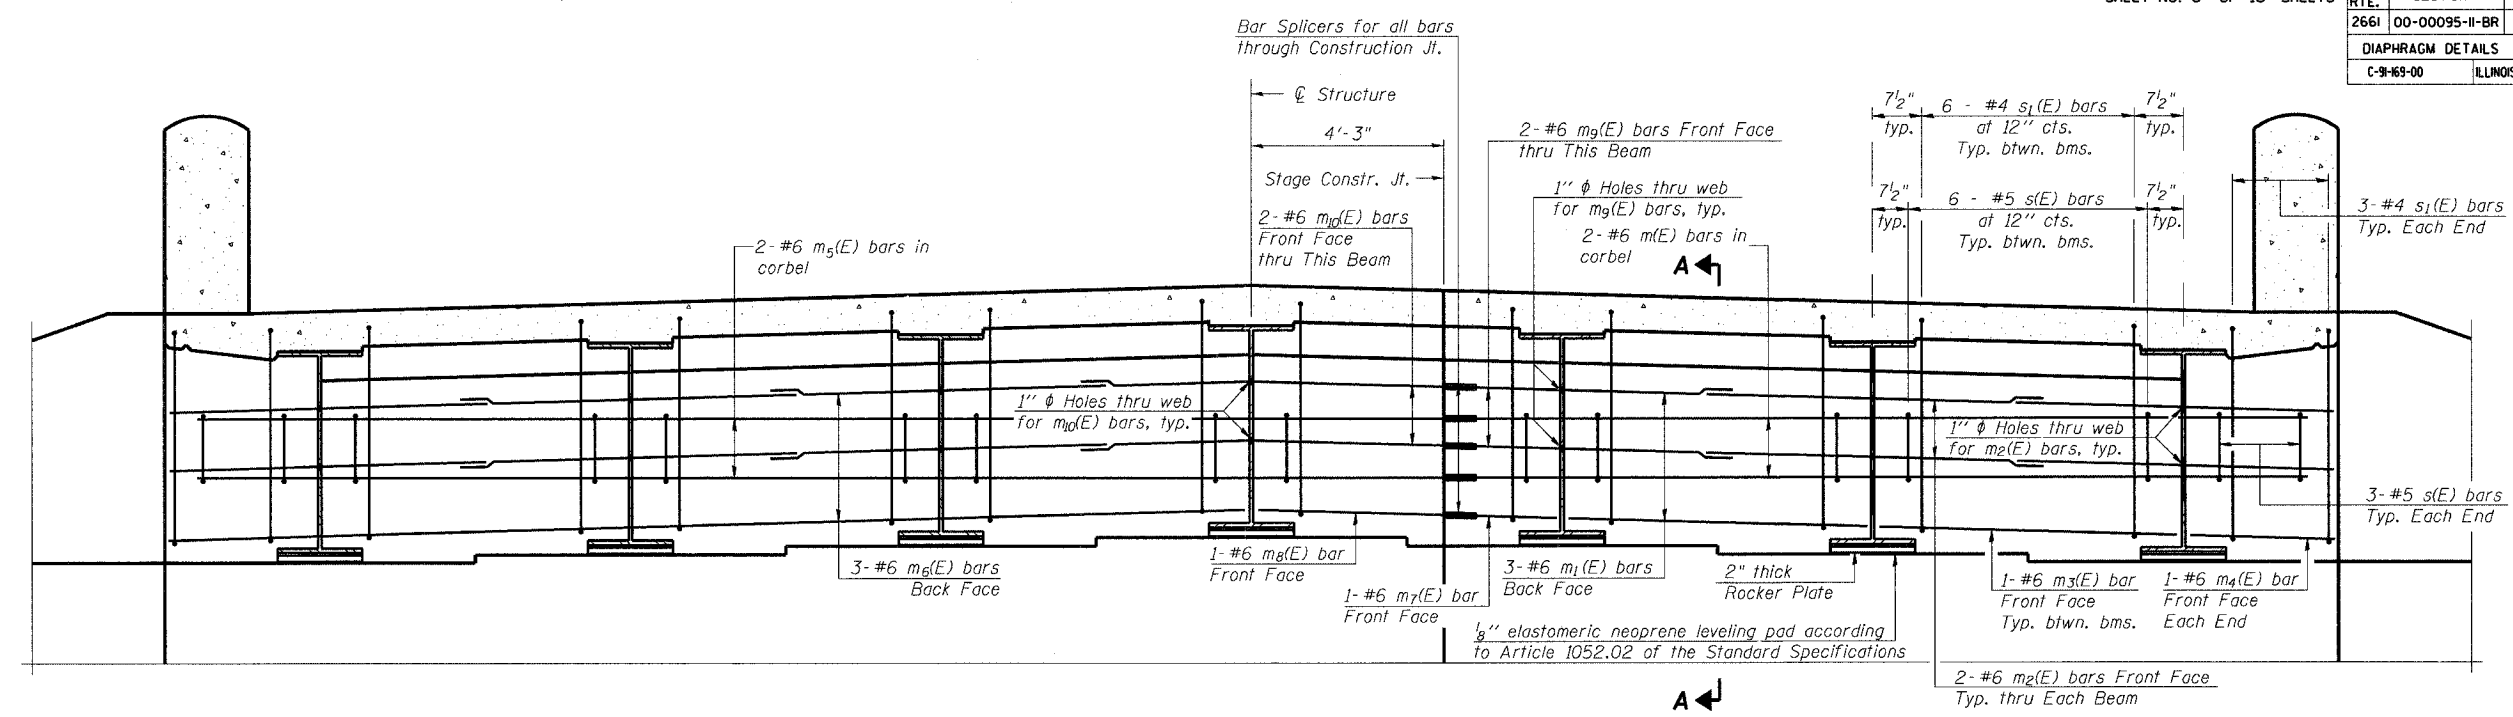 RTE.
2661 00-00095-11-BR
DIAPHRAGM DETAILS
C-91-169-00 ILLINOIS
Bar Splicers for all bars
through Construction Jt.
℄ Structure
4'-3"
Stage Constr. Jt.
2-#6 m10(E) bars
Front Face
thru This Beam
2-#6 m9(E) bars Front Face
thru This Beam
1" ϕ Holes thru web
for m9(E) bars, typ.
2-#6 m(E) bars in
corbel
A
7½"
typ.
6 - #4 s1(E) bars
at 12" cts.
Typ. btwn. bms.
7½"
typ.
7½"
typ.
6 - #5 s(E) bars
at 12" cts.
Typ. btwn. bms.
7½"
typ.
3-#4 s1(E) bars
Typ. Each End
2-#6 m5(E) bars in
corbel
1" ϕ Holes thru web
for m10(E) bars, typ.
1" ϕ Holes thru web
for m2(E) bars, typ.
3-#5 s(E) bars
Typ. Each End
3-#6 m6(E) bars
Back Face
1-#6 m8(E) bar
Front Face
1-#6 m7(E) bar
Front Face
3-#6 m1(E) bars
Back Face
2" thick
Rocker Plate
1-#6 m3(E) bar
Front Face
Typ. btwn. bms.
1-#6 m4(E) bar
Front Face
Each End
⅛" elastomeric neoprene leveling pad according
to Article 1052.02 of the Standard Specifications
2-#6 m2(E) bars Front Face
Typ. thru Each Beam
A